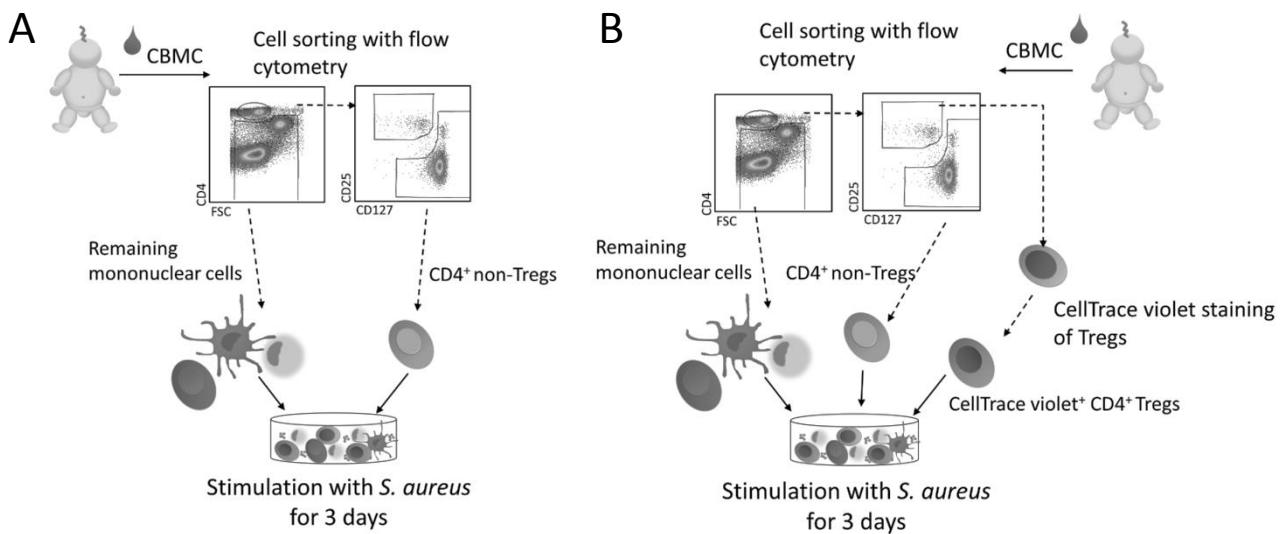 A
CBMC
Cell sorting with flow
cytometry
CD4
FSC
CD25
CD127
Remaining
mononuclear cells
CD4⁺ non-Tregs
Stimulation with S. aureus
for 3 days
B
Cell sorting with flow
cytometry
CBMC
CD4
FSC
CD25
CD127
Remaining
mononuclear cells
CD4⁺ non-Tregs
CellTrace violet staining
of Tregs
CellTrace violet⁺ CD4⁺ Tregs
Stimulation with S. aureus
for 3 days